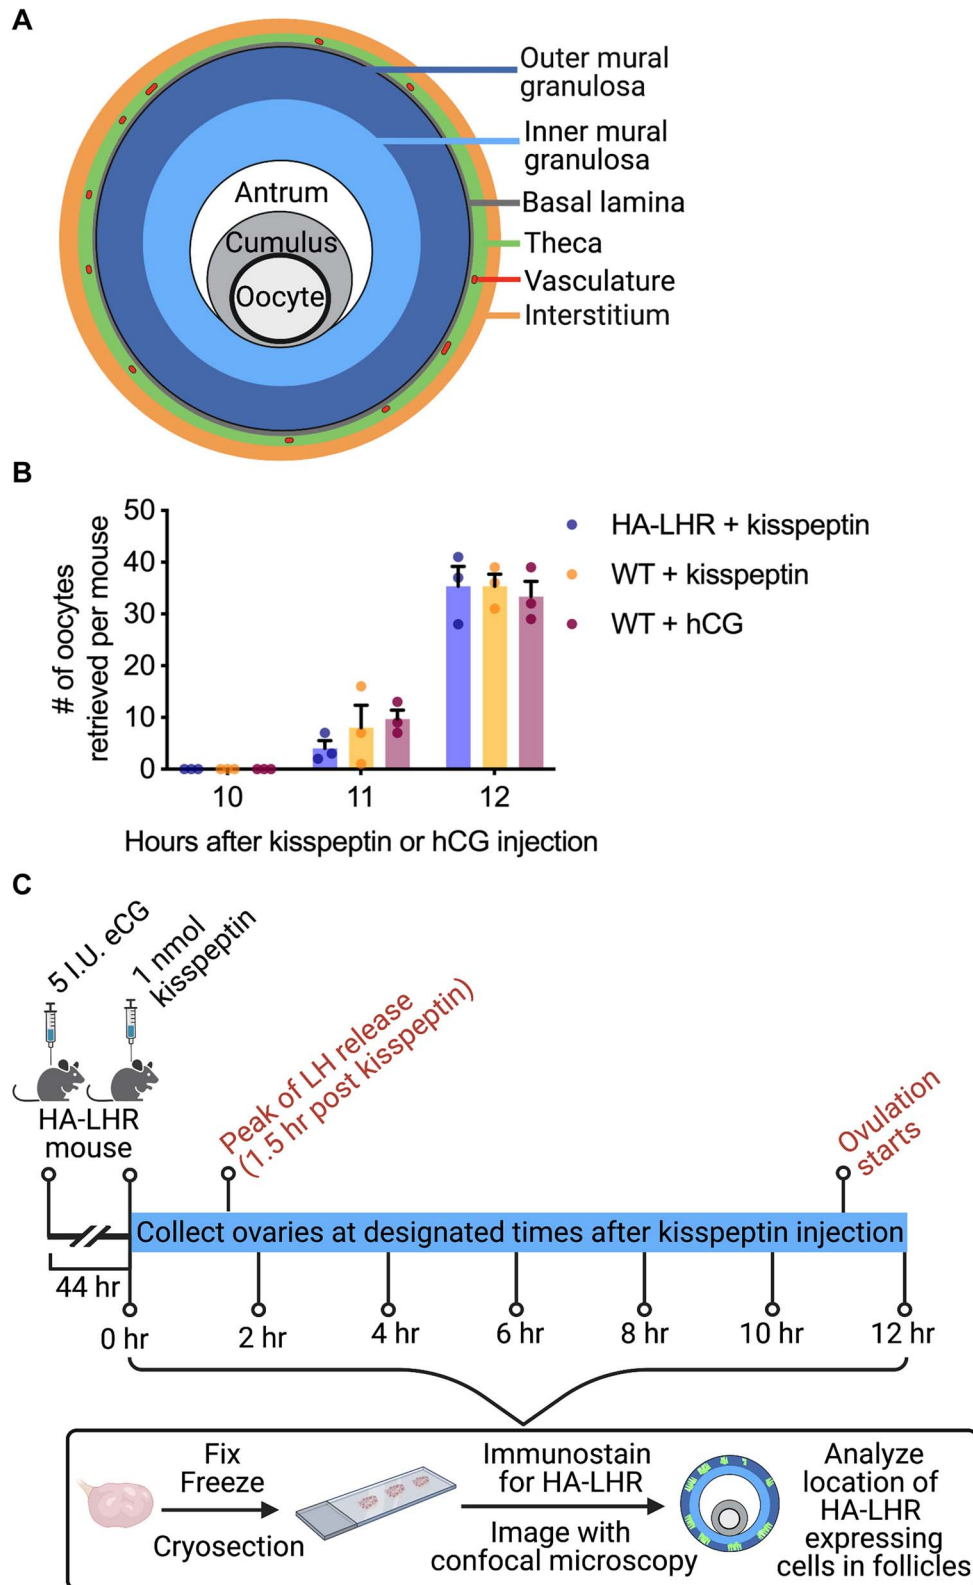 A
Outer mural
granulosa
Inner mural
granulosa
Basal lamina
Theca
Vasculature
Interstitium
Antrum
Cumulus
Oocyte
B
# of oocytes
retrieved per mouse
50
40
30
20
10
0
10
11
12
Hours after kisspeptin or hCG injection
HA-LHR + kisspeptin
WT + kisspeptin
WT + hCG
C
5 I.U. eCG
1 nmol
kisspeptin
HA-LHR
mouse
Peak of LH release
(1.5 hr post kisspeptin)
Ovulation
starts
Collect ovaries at designated times after kisspeptin injection
44 hr
0 hr
2 hr
4 hr
6 hr
8 hr
10 hr
12 hr
Fix
Freeze
Cryosection
Immunostain
for HA-LHR
Image with
confocal microscopy
Analyze
location of
HA-LHR
expressing
cells in follicles